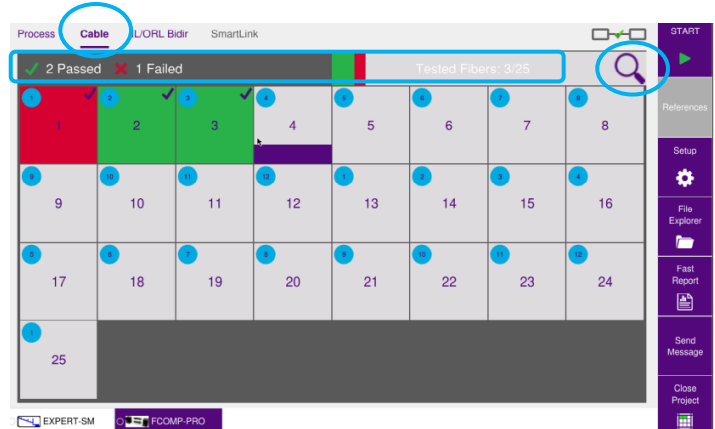 Process Cable IL/ORL Bidir SmartLink
START
2 Passed 1 Failed Tested Fibers: 3/25
References
1 1
2 2
3 3
4 4
5 5
6 6
7 7
8 8
Setup
9 9
10 10
11 11
12 12
1 13
2 14
3 15
4 16
File
Explorer
5 17
6 18
7 19
8 20
9 21
10 22
11 23
12 24
Fast
Report
1 25
Send
Message
Close
Project
EXPERT-SM FCOMP-PRO